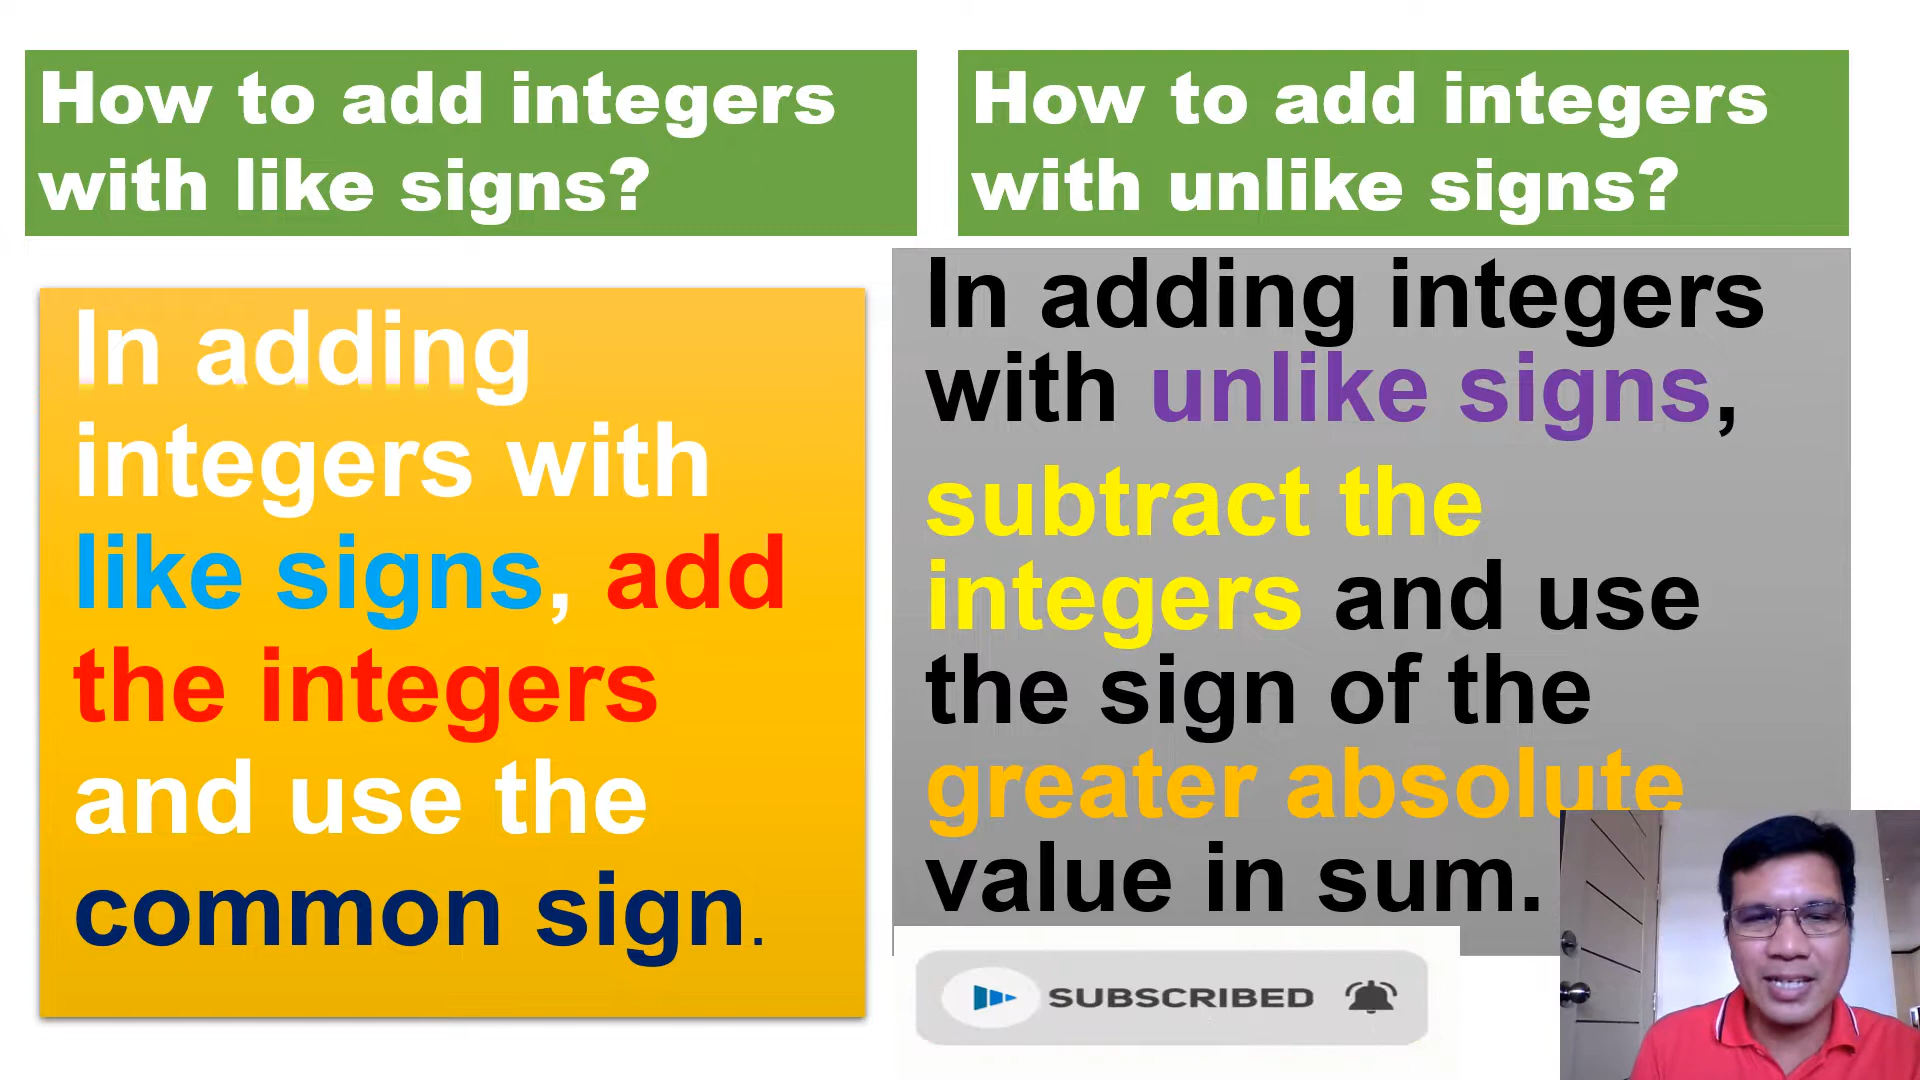 How to add integers
with like signs?
In adding
integers with
like signs, add
the integers
and use the
common sign.
How to add integers
with unlike signs?
In adding integers
with unlike signs,
subtract the
integers and use
the sign of the
greater absolute
value in sum.
SUBSCRIBED